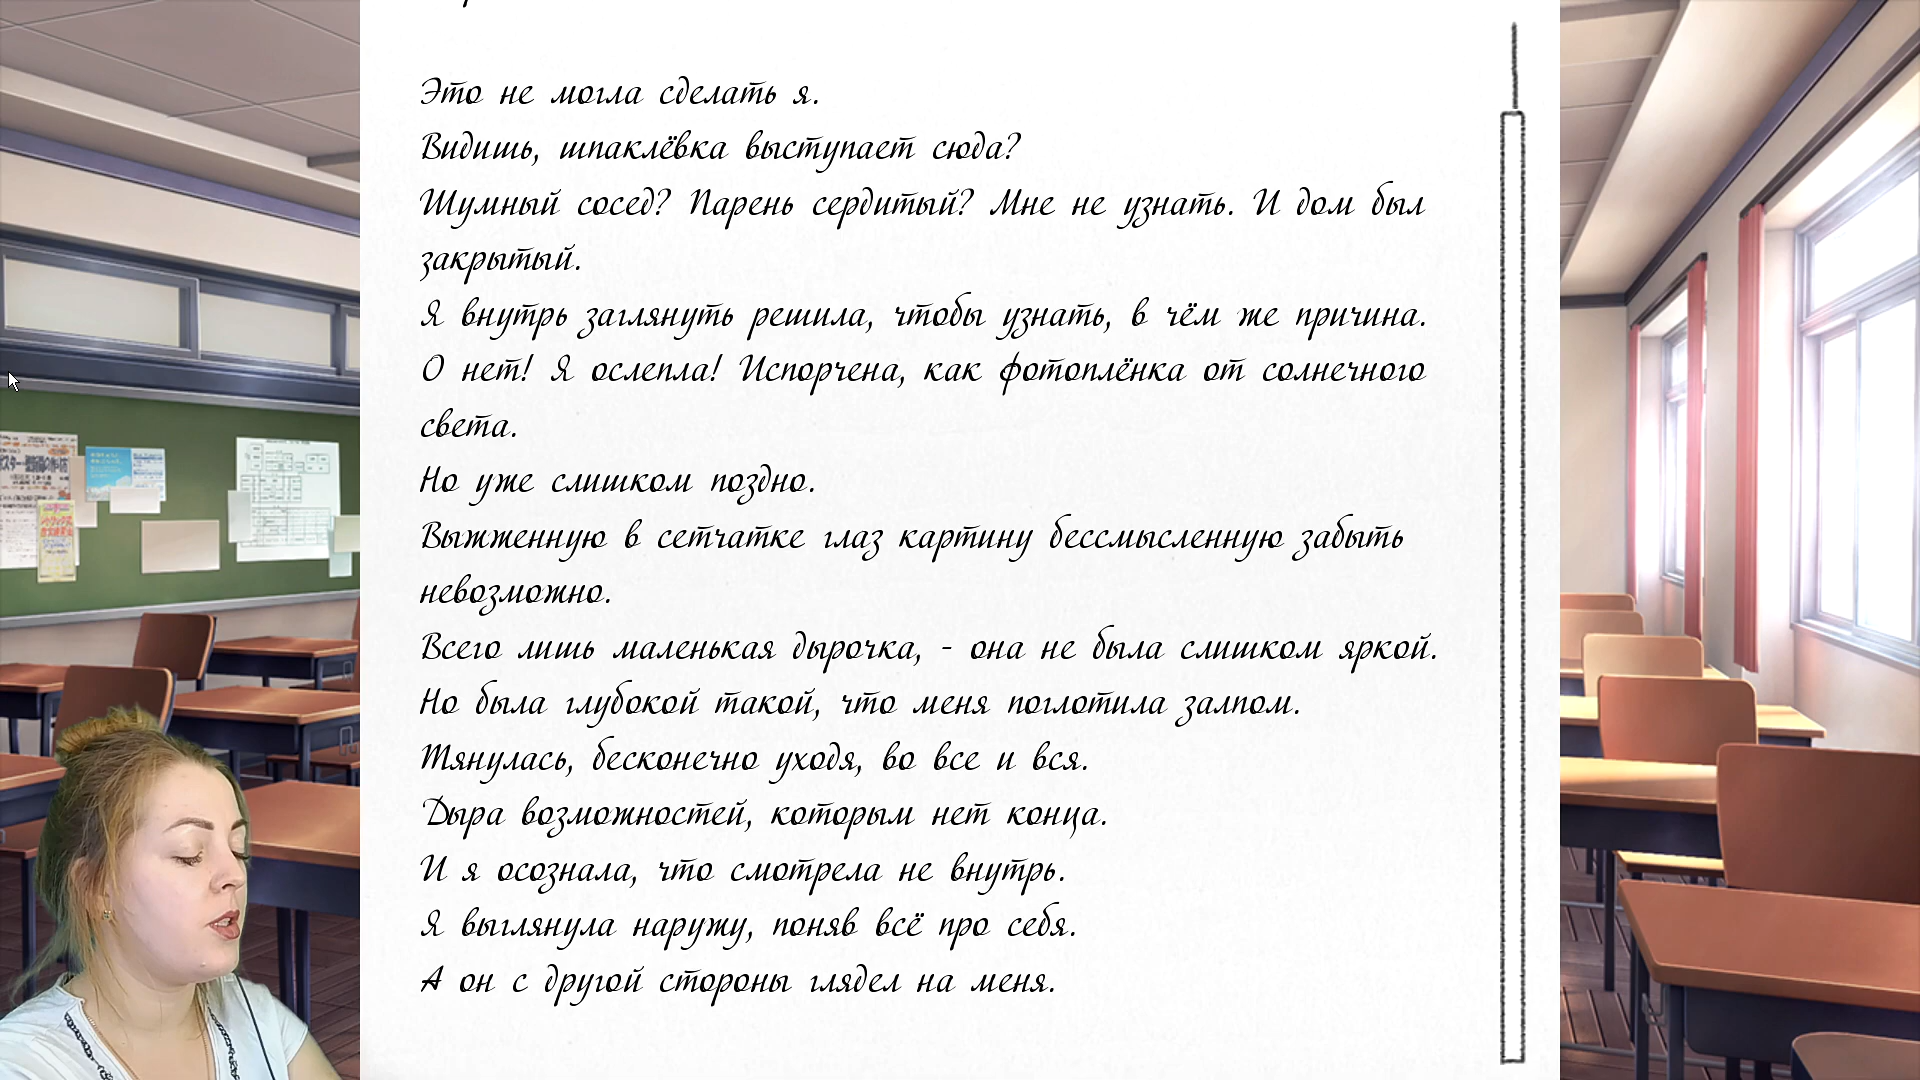 Это не могла сделать я.
Видишь, шпаклёвка выступает сюда?
Шумный сосед? Парень сердитый? Мне не узнать. И дом был
закрытый.
Я внутрь заглянуть решила, чтобы узнать, в чём же причина.
О нет! Я ослепла! Испорчена, как фотоплёнка от солнечного
света.
Но уже слишком поздно.
Выжженную в сетчатке глаз картину бессмысленную забыть
невозможно.
Всего лишь маленькая дырочка, - она не была слишком яркой.
Но была глубокой такой, что меня поглотила залпом.
Тянулась, бесконечно уходя, во все и вся.
Дыра возможностей, которым нет конца.
И я осознала, что смотрела не внутрь.
Я выглянула наружу, поняв всё про себя.
А он с другой стороны глядел на меня.